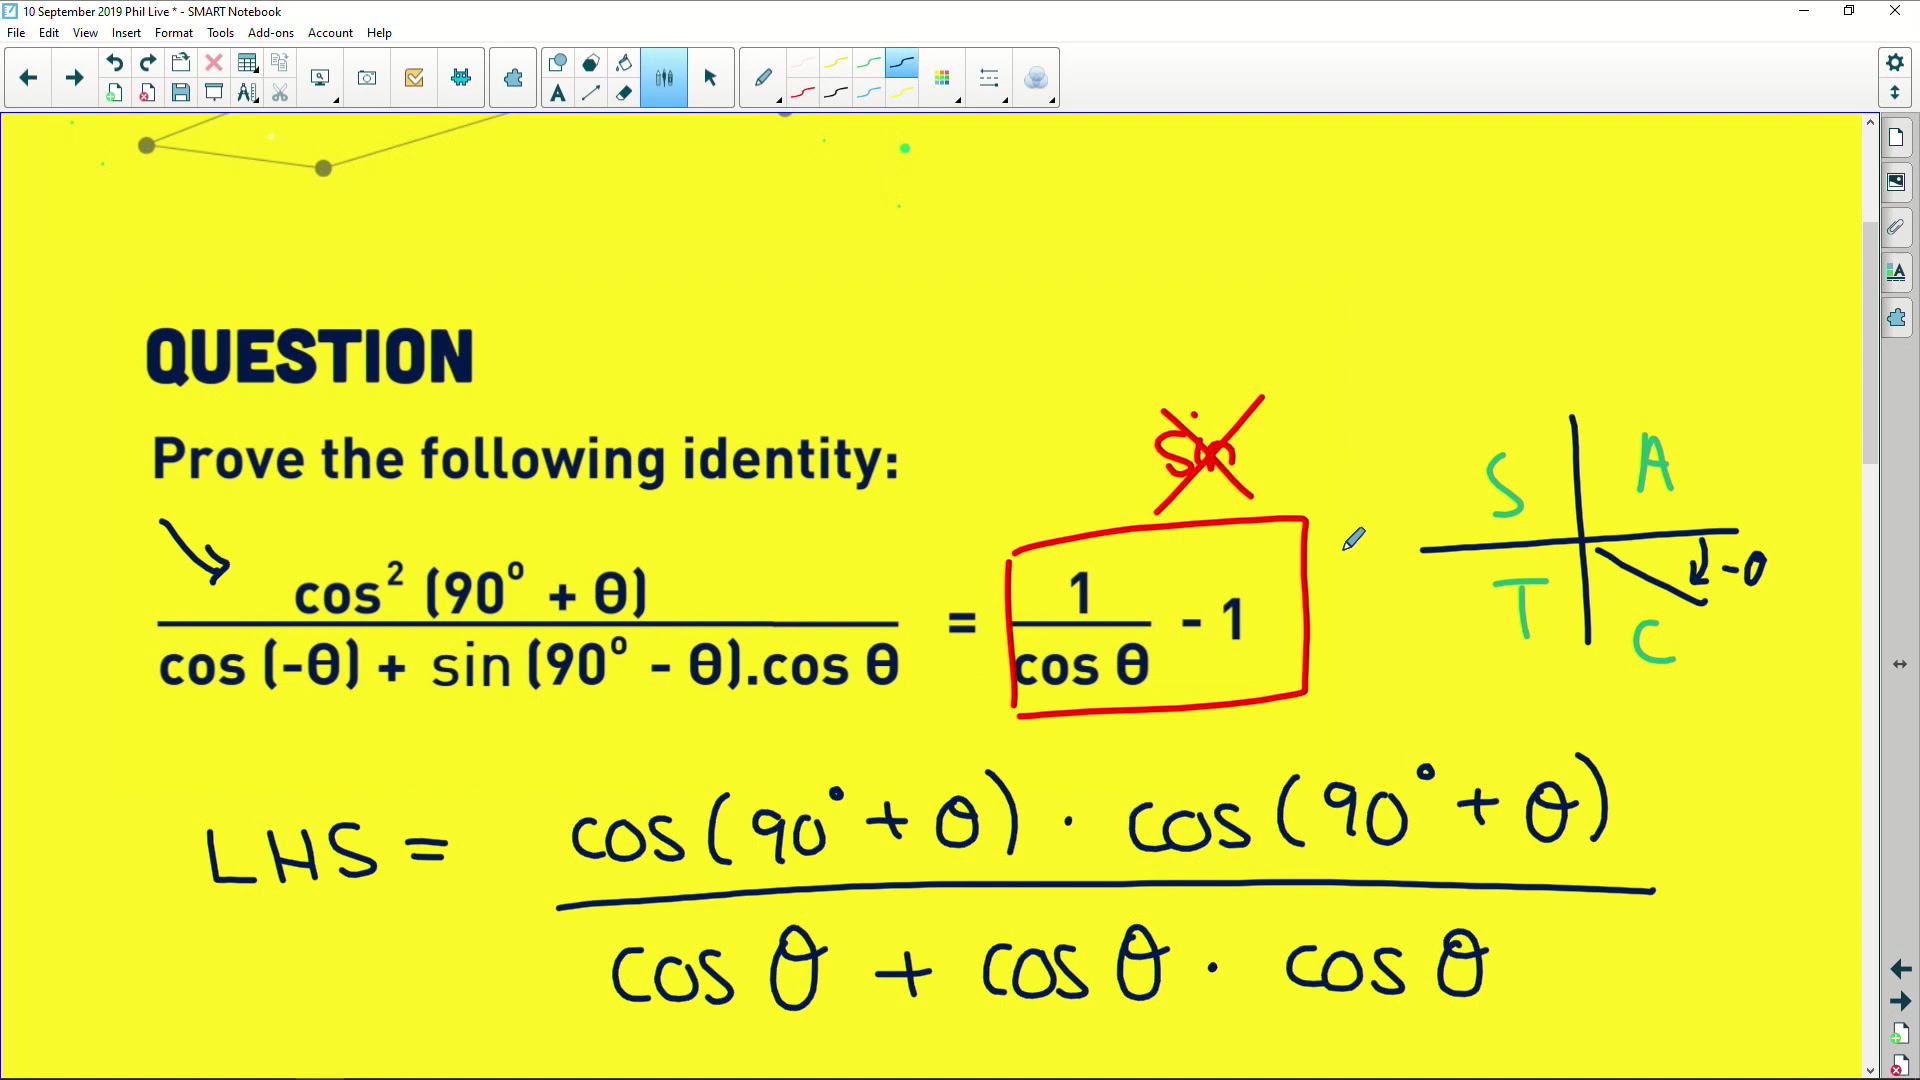 10 September 2019 Phil Live * - SMART Notebook
File Edit View Insert Format Tools Add-ons Account Help
QUESTION
Prove the following identity:
cos² (90° + θ)
cos (-θ) + sin (90° - θ).cos θ
=
1
cos θ
- 1
Sin
S A
T C
-θ
LHS =
cos(90° + θ) · cos(90° + θ)
cos θ + cos θ · cos θ